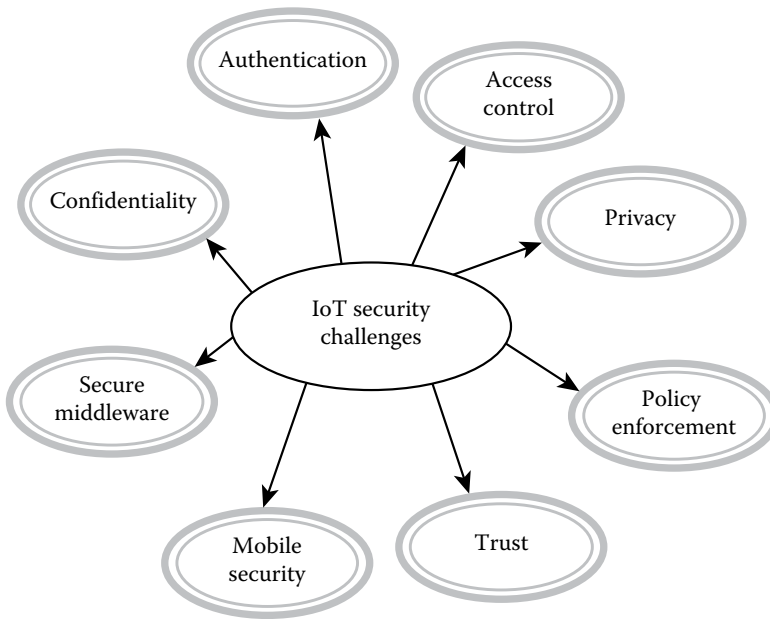 Authentication
Access
control
Confidentiality
Privacy
IoT security
challenges
Secure
middleware
Policy
enforcement
Mobile
security
Trust